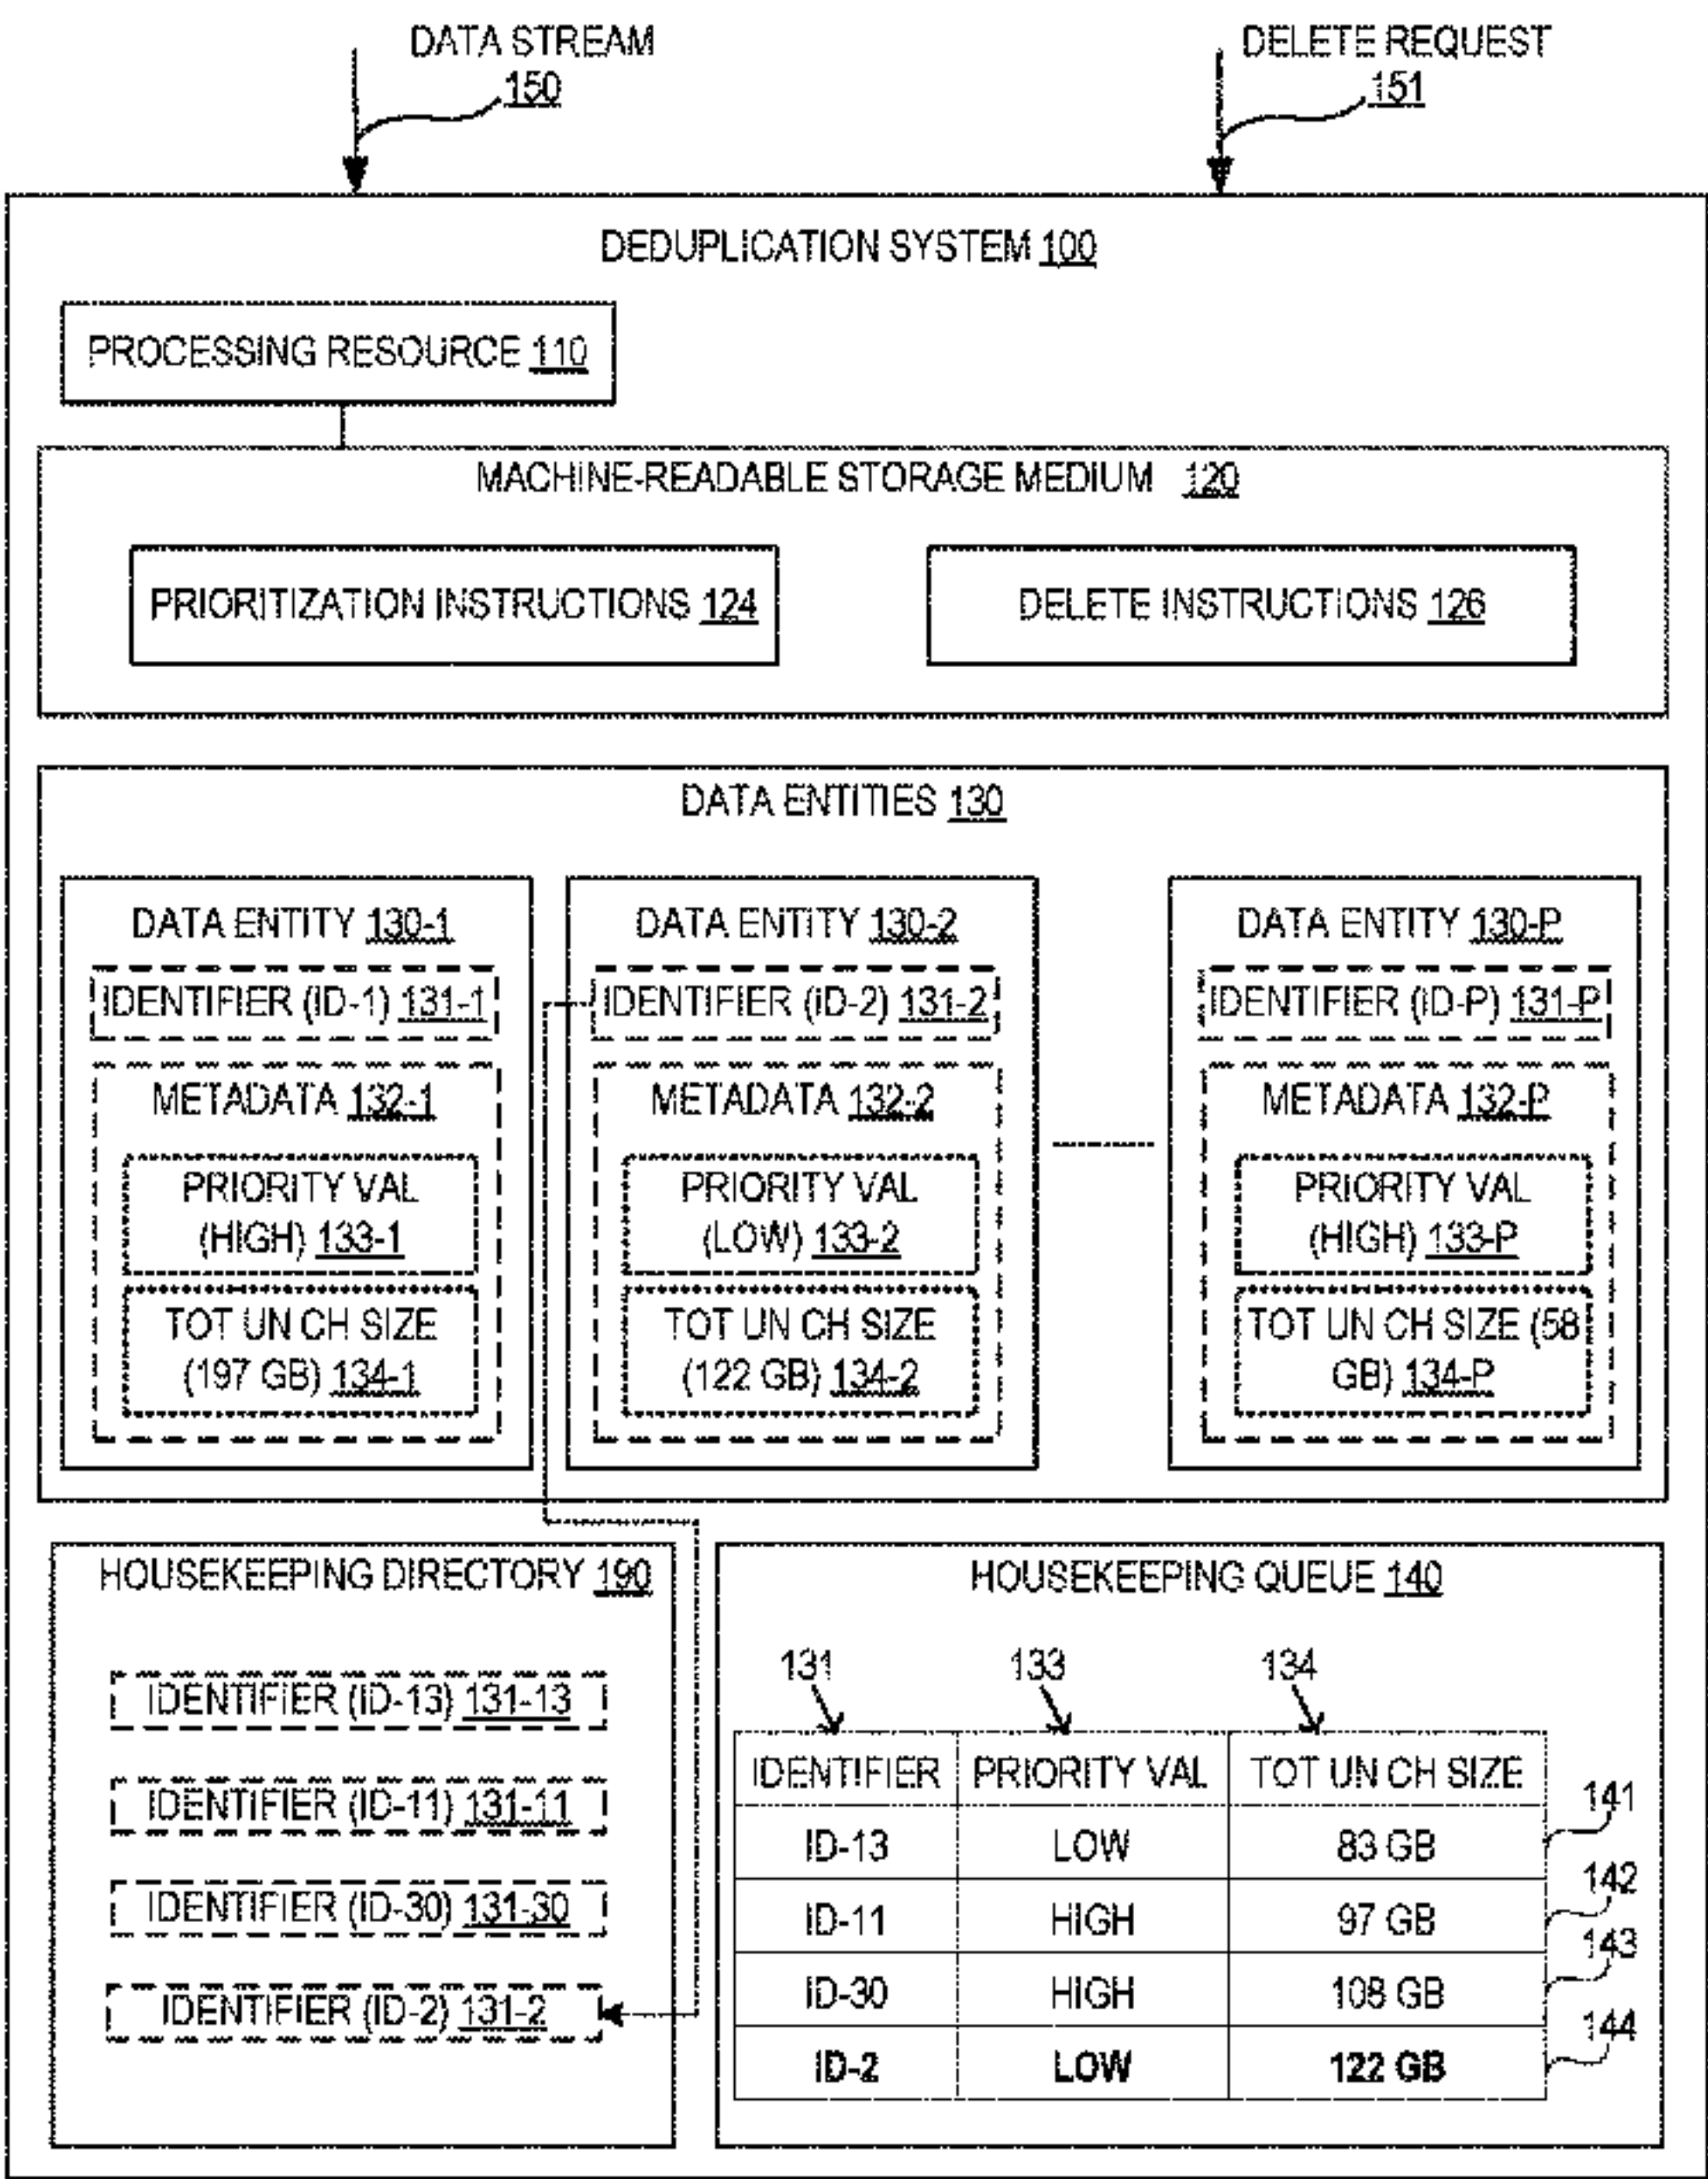 DATA STREAM
150
DELETE REQUEST
151
DEDUPLICATION SYSTEM 100
PROCESSING RESOURCE 110
MACHINE-READABLE STORAGE MEDIUM 120
PRIORITIZATION INSTRUCTIONS 124
DELETE INSTRUCTIONS 126
DATA ENTITIES 130
DATA ENTITY 130-1
IDENTIFIER (ID-1) 131-1
METADATA 132-1
PRIORITY VAL
(HIGH) 133-1
TOT UN CH SIZE
(197 GB) 134-1
DATA ENTITY 130-2
IDENTIFIER (ID-2) 131-2
METADATA 132-2
PRIORITY VAL
(LOW) 133-2
TOT UN CH SIZE
(122 GB) 134-2
DATA ENTITY 130-P
IDENTIFIER (ID-P) 131-P
METADATA 132-P
PRIORITY VAL
(HIGH) 133-P
TOT UN CH SIZE (58
GB) 134-P
HOUSEKEEPING DIRECTORY 190
IDENTIFIER (ID-13) 131-13
IDENTIFIER (ID-11) 131-11
IDENTIFIER (ID-30) 131-30
IDENTIFIER (ID-2) 131-2
HOUSEKEEPING QUEUE 140
131 133 134
IDENTIFIER PRIORITY VAL TOT UN CH SIZE
141
ID-13 LOW 83 GB
142
ID-11 HIGH 97 GB
143
ID-30 HIGH 108 GB
144
ID-2 LOW 122 GB